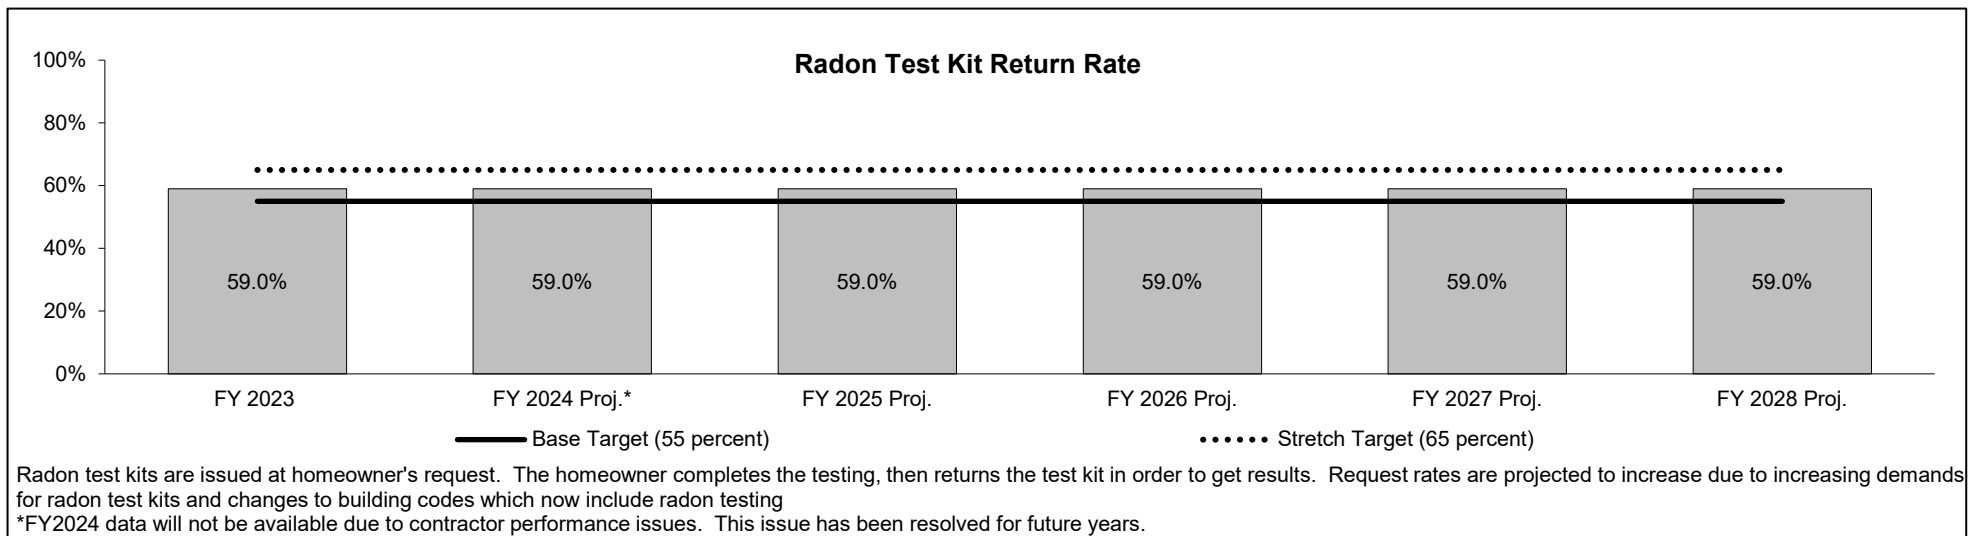 Radon Test Kit Return Rate
100%
80%
60%
40%
20%
0%
59.0% 59.0% 59.0% 59.0% 59.0% 59.0%
FY 2023 FY 2024 Proj.* FY 2025 Proj. FY 2026 Proj. FY 2027 Proj. FY 2028 Proj.
Base Target (55 percent) Stretch Target (65 percent)
Radon test kits are issued at homeowner's request.  The homeowner completes the testing, then returns the test kit in order to get results.  Request rates are projected to increase due to increasing demands
for radon test kits and changes to building codes which now include radon testing
*FY2024 data will not be available due to contractor performance issues.  This issue has been resolved for future years.